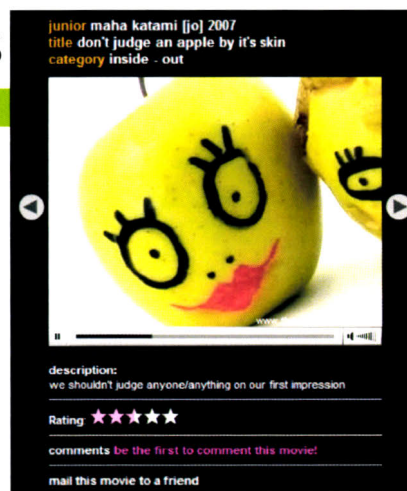 junior maha katami [jo] 2007
title don't judge an apple by it's skin
category inside - out
description:
we shouldn't judge anyone/anything on our first impression
Rating:
comments be the first to comment this movie!
mail this movie to a friend